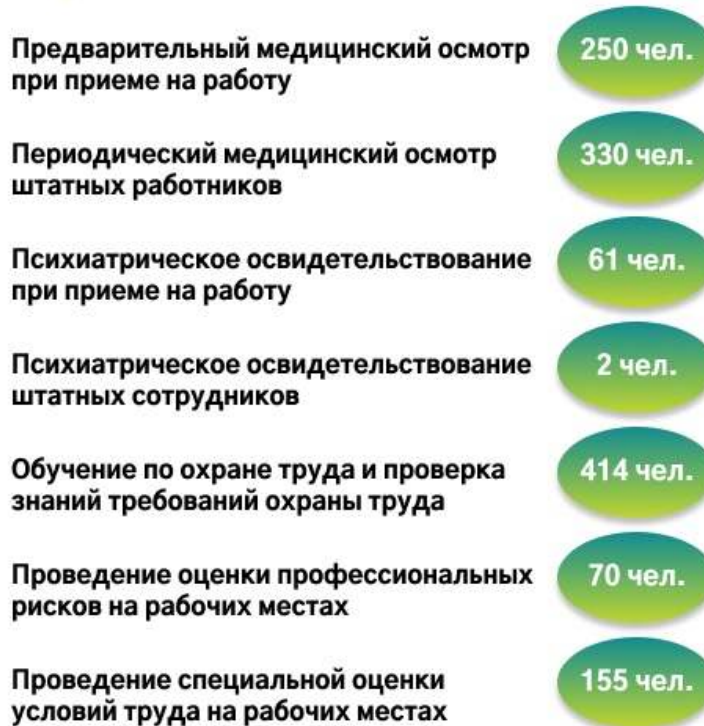 Предварительный медицинский осмотр
при приеме на работу
250 чел.
Периодический медицинский осмотр
штатных работников
330 чел.
Психиатрическое освидетельствование
при приеме на работу
61 чел.
Психиатрическое освидетельствование
штатных сотрудников
2 чел.
Обучение по охране труда и проверка
знаний требований охраны труда
414 чел.
Проведение оценки профессиональных
рисков на рабочих местах
70 чел.
Проведение специальной оценки
условий труда на рабочих местах
155 чел.